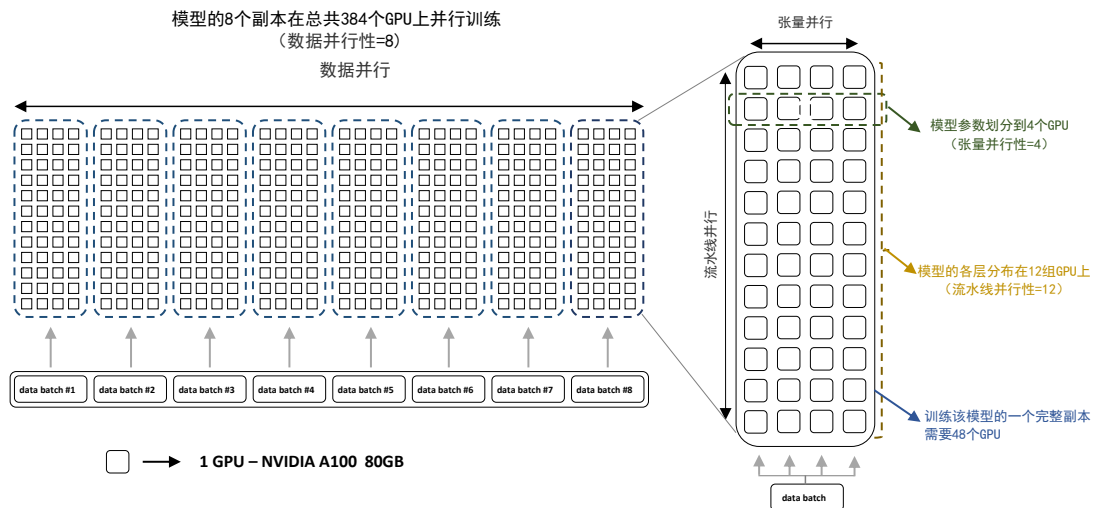 模型的8个副本在总共384个GPU上并行训练
(数据并行性=8)
数据并行
data batch #1
data batch #2
data batch #3
data batch #4
data batch #5
data batch #6
data batch #7
data batch #8
1 GPU – NVIDIA A100 80GB
张量并行
流水线并行
模型参数划分到4个GPU
(张量并行性=4)
模型的各层分布在12组GPU上
(流水线并行性=12)
训练该模型的一个完整副本
需要48个GPU
data batch